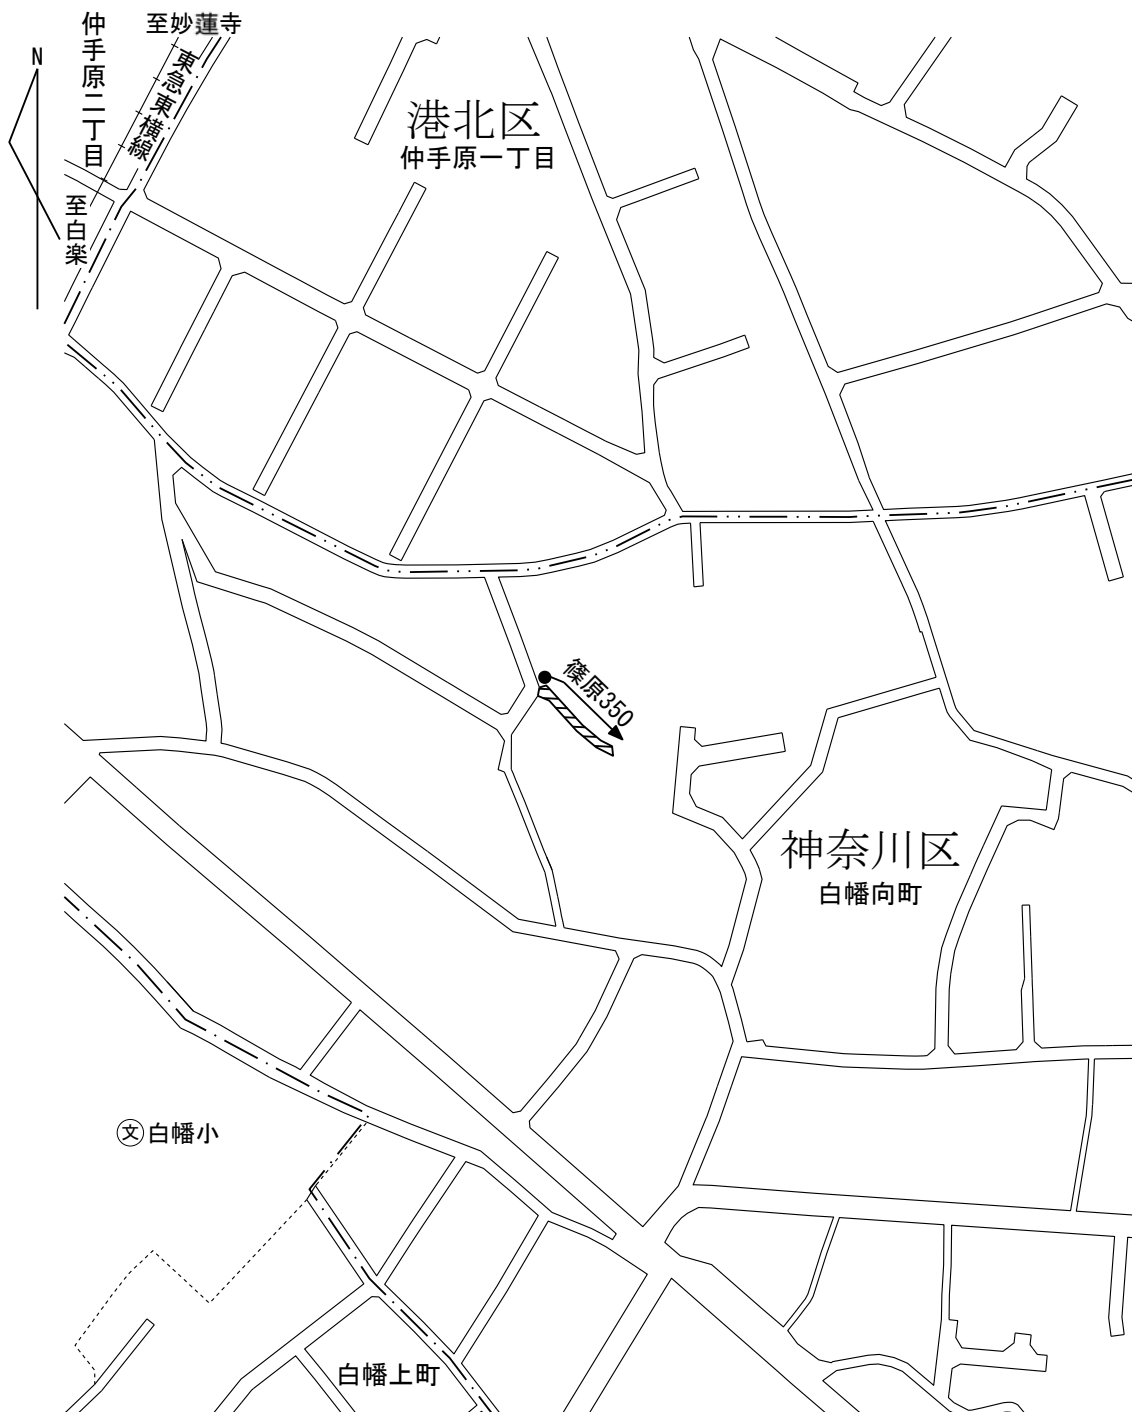 至妙蓮寺
仲手原二丁目
東急東横線
N
港北区
仲手原一丁目
至白楽
篠原350
神奈川区
白幡向町
文 白幡小
白幡上町